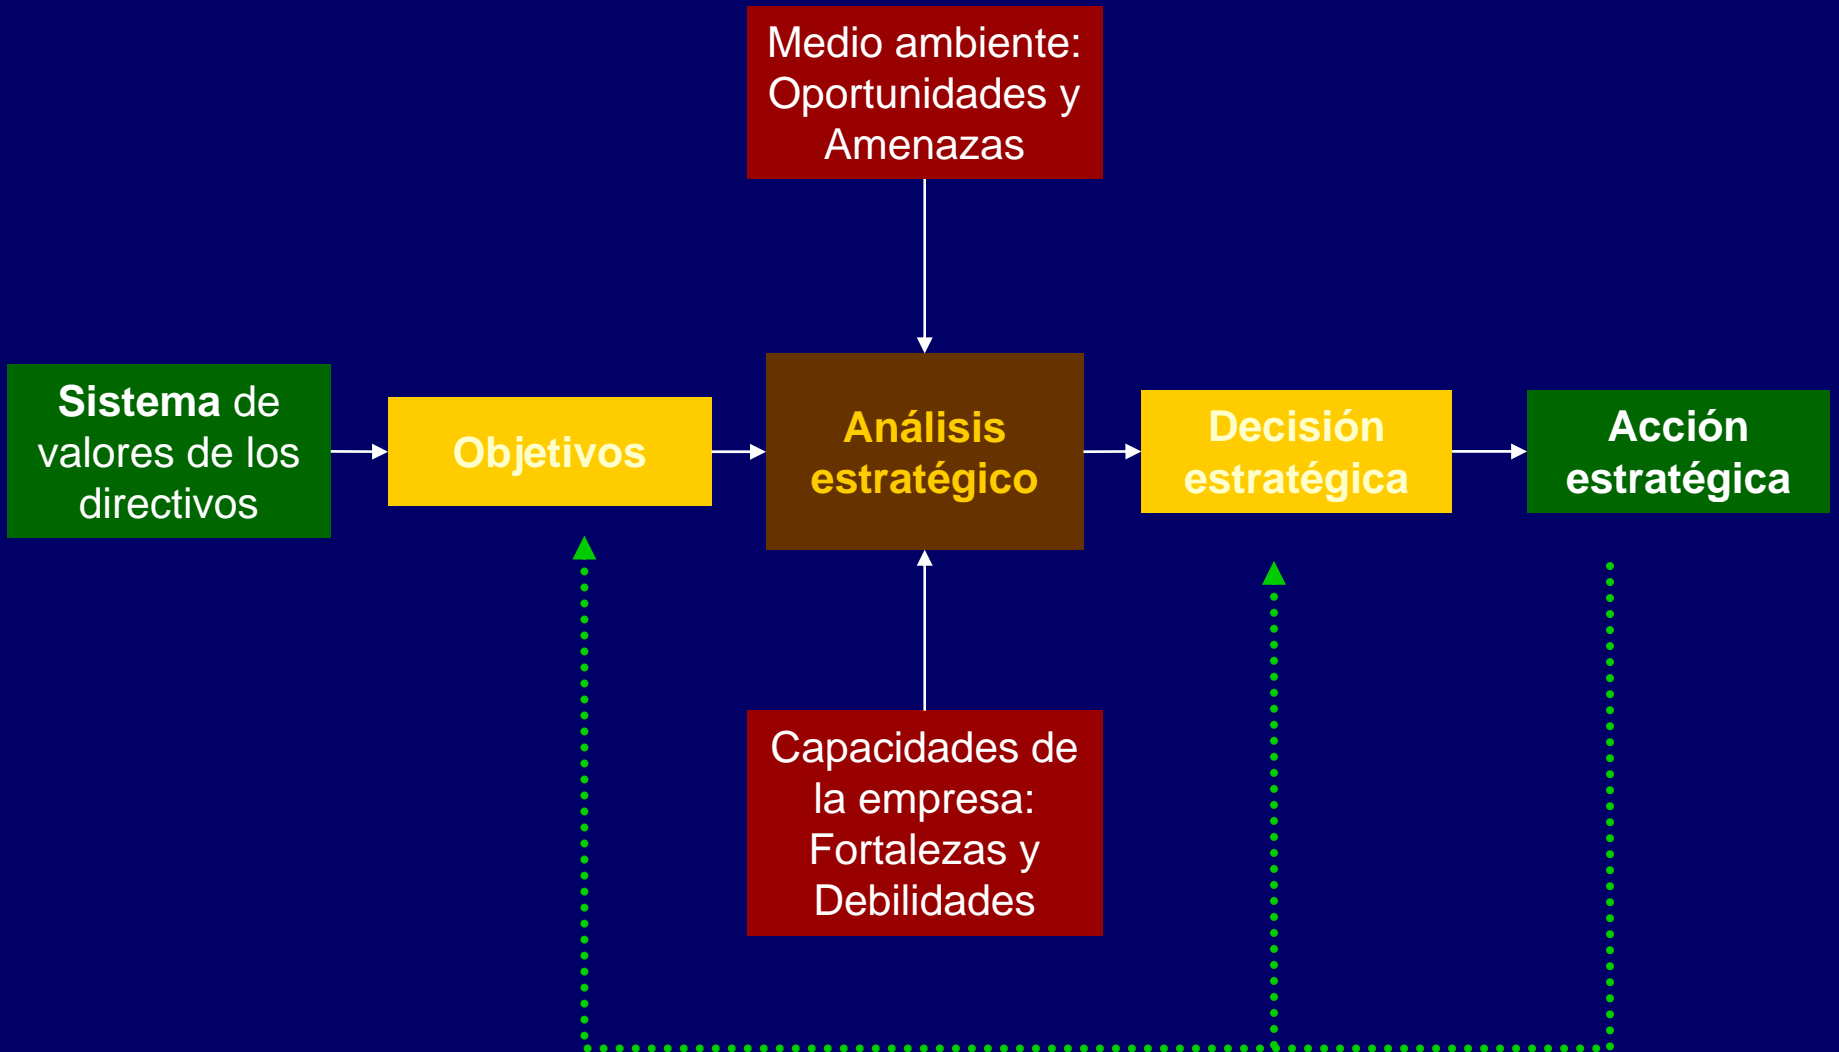 Medio ambiente:
Oportunidades y
Amenazas
Sistema de
valores de los
directivos
Objetivos
Análisis
estratégico
Decisión
estratégica
Acción
estratégica
Capacidades de
la empresa:
Fortalezas y
Debilidades